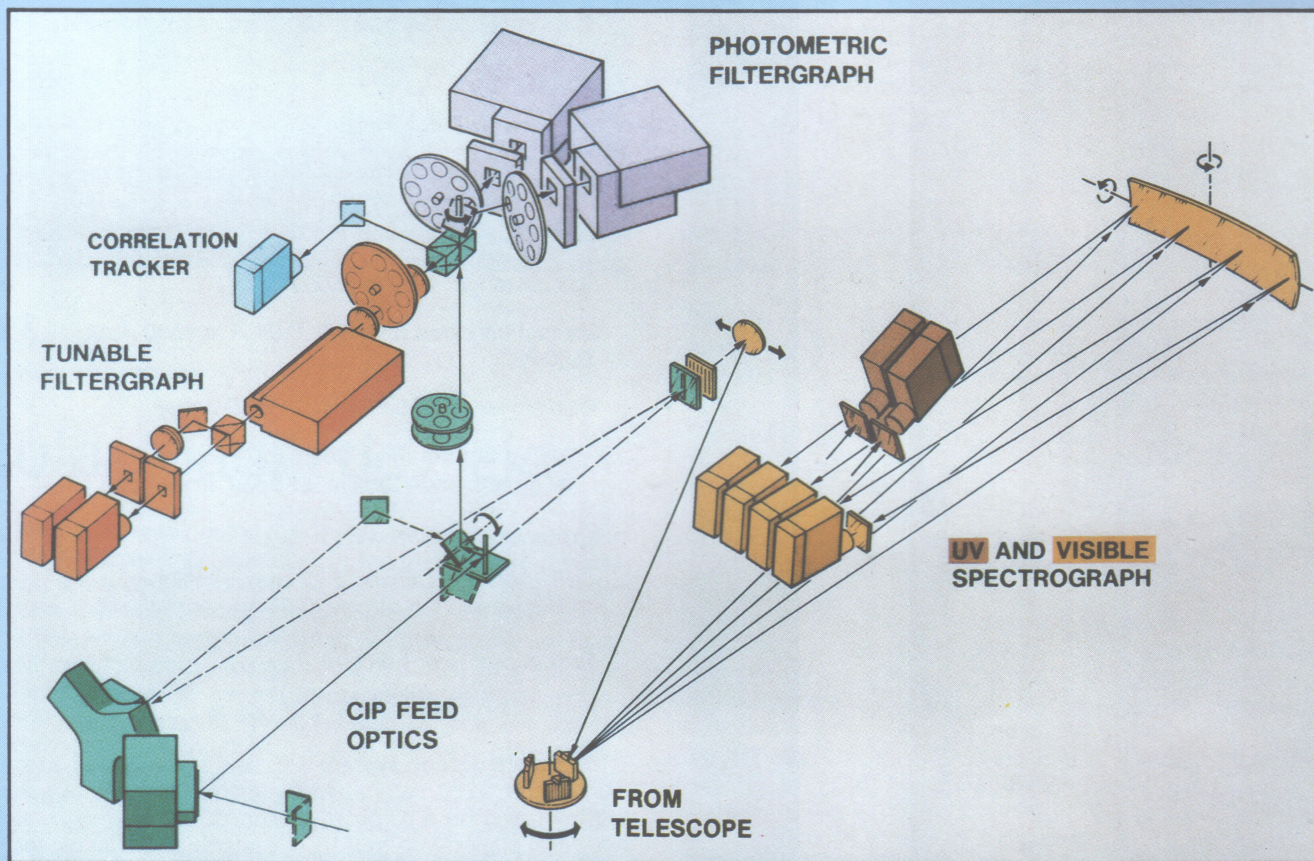 PHOTOMETRIC
FILTERGRAPH
CORRELATION
TRACKER
TUNABLE
FILTERGRAPH
UV AND VISIBLE
SPECTROGRAPH
CIP FEED
OPTICS
FROM
TELESCOPE